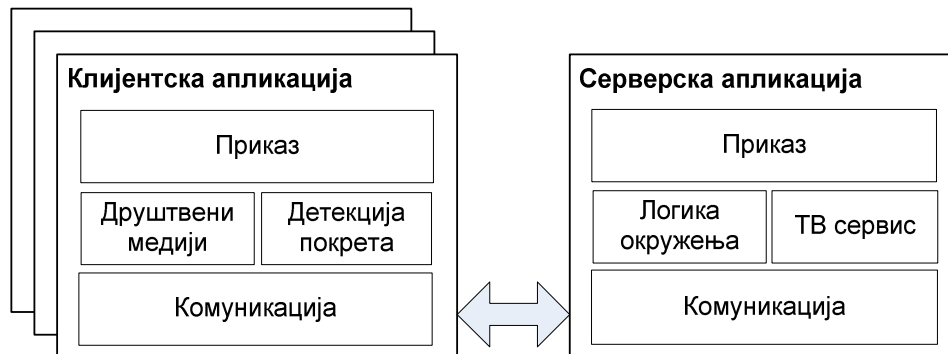 Клијентска апликација
Приказ
Друштвени
медији
Детекција
покрета
Комуникација
Серверска апликација
Приказ
Логика
окружења
ТВ сервис
Комуникација